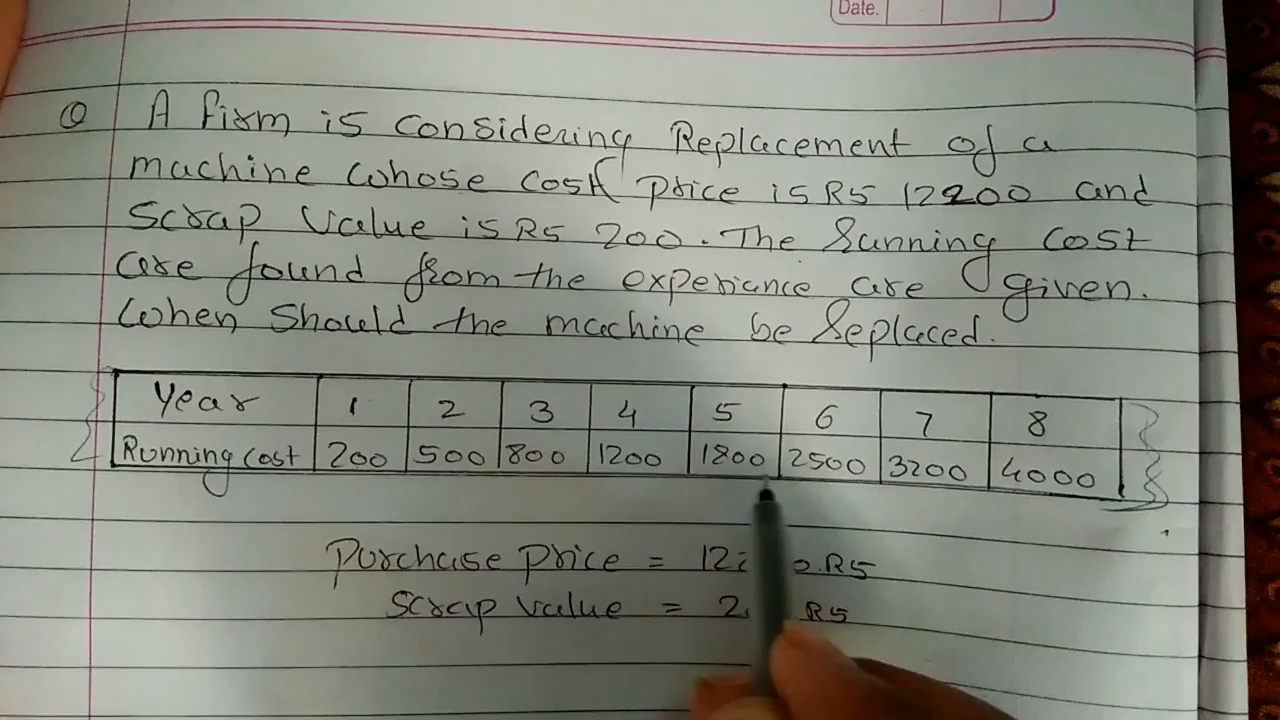 Date.
Q A firm is considering Replacement of a
machine whose cost price is RS 12200 and
Scrap value is RS 200. The Running cost
are found from the experiance are given.
When should the machine be Replaced.
Year 1 2 3 4 5 6 7 8
Running cost 200 500 800 1200 1800 2500 3200 4000
Purchase price = RS
Scrap value = RS